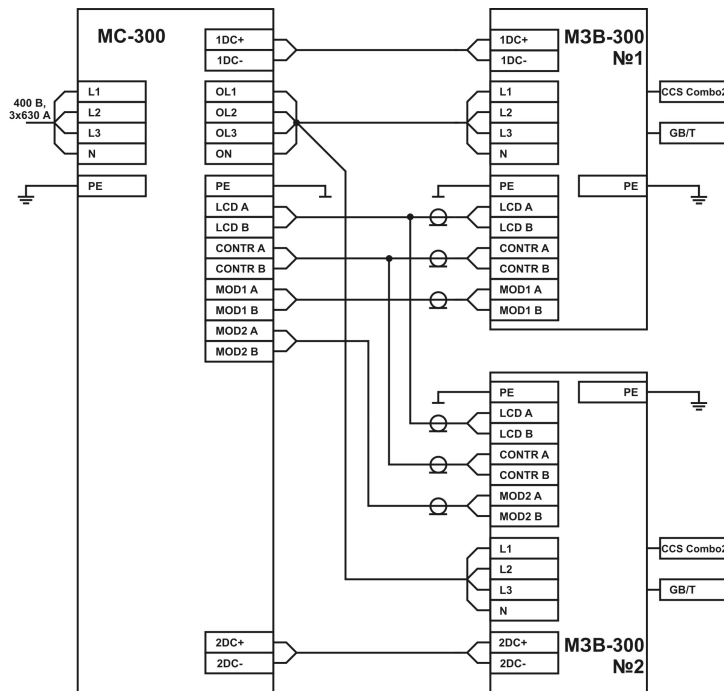 МС-300
400 В,
3x630 А
L1
L2
L3
N
PE
1DC+
1DC-
OL1
OL2
OL3
ON
PE
LCD A
LCD B
CONTR A
CONTR B
MOD1 A
MOD1 B
MOD2 A
MOD2 B
2DC+
2DC-
МЗВ-300
№1
1DC+
1DC-
L1
L2
L3
N
PE
LCD A
LCD B
CONTR A
CONTR B
MOD1 A
MOD1 B
CCS Combo2
GB/T
PE
PE
LCD A
LCD B
CONTR A
CONTR B
MOD2 A
MOD2 B
L1
L2
L3
N
2DC+
2DC-
PE
CCS Combo2
GB/T
МЗВ-300
№2